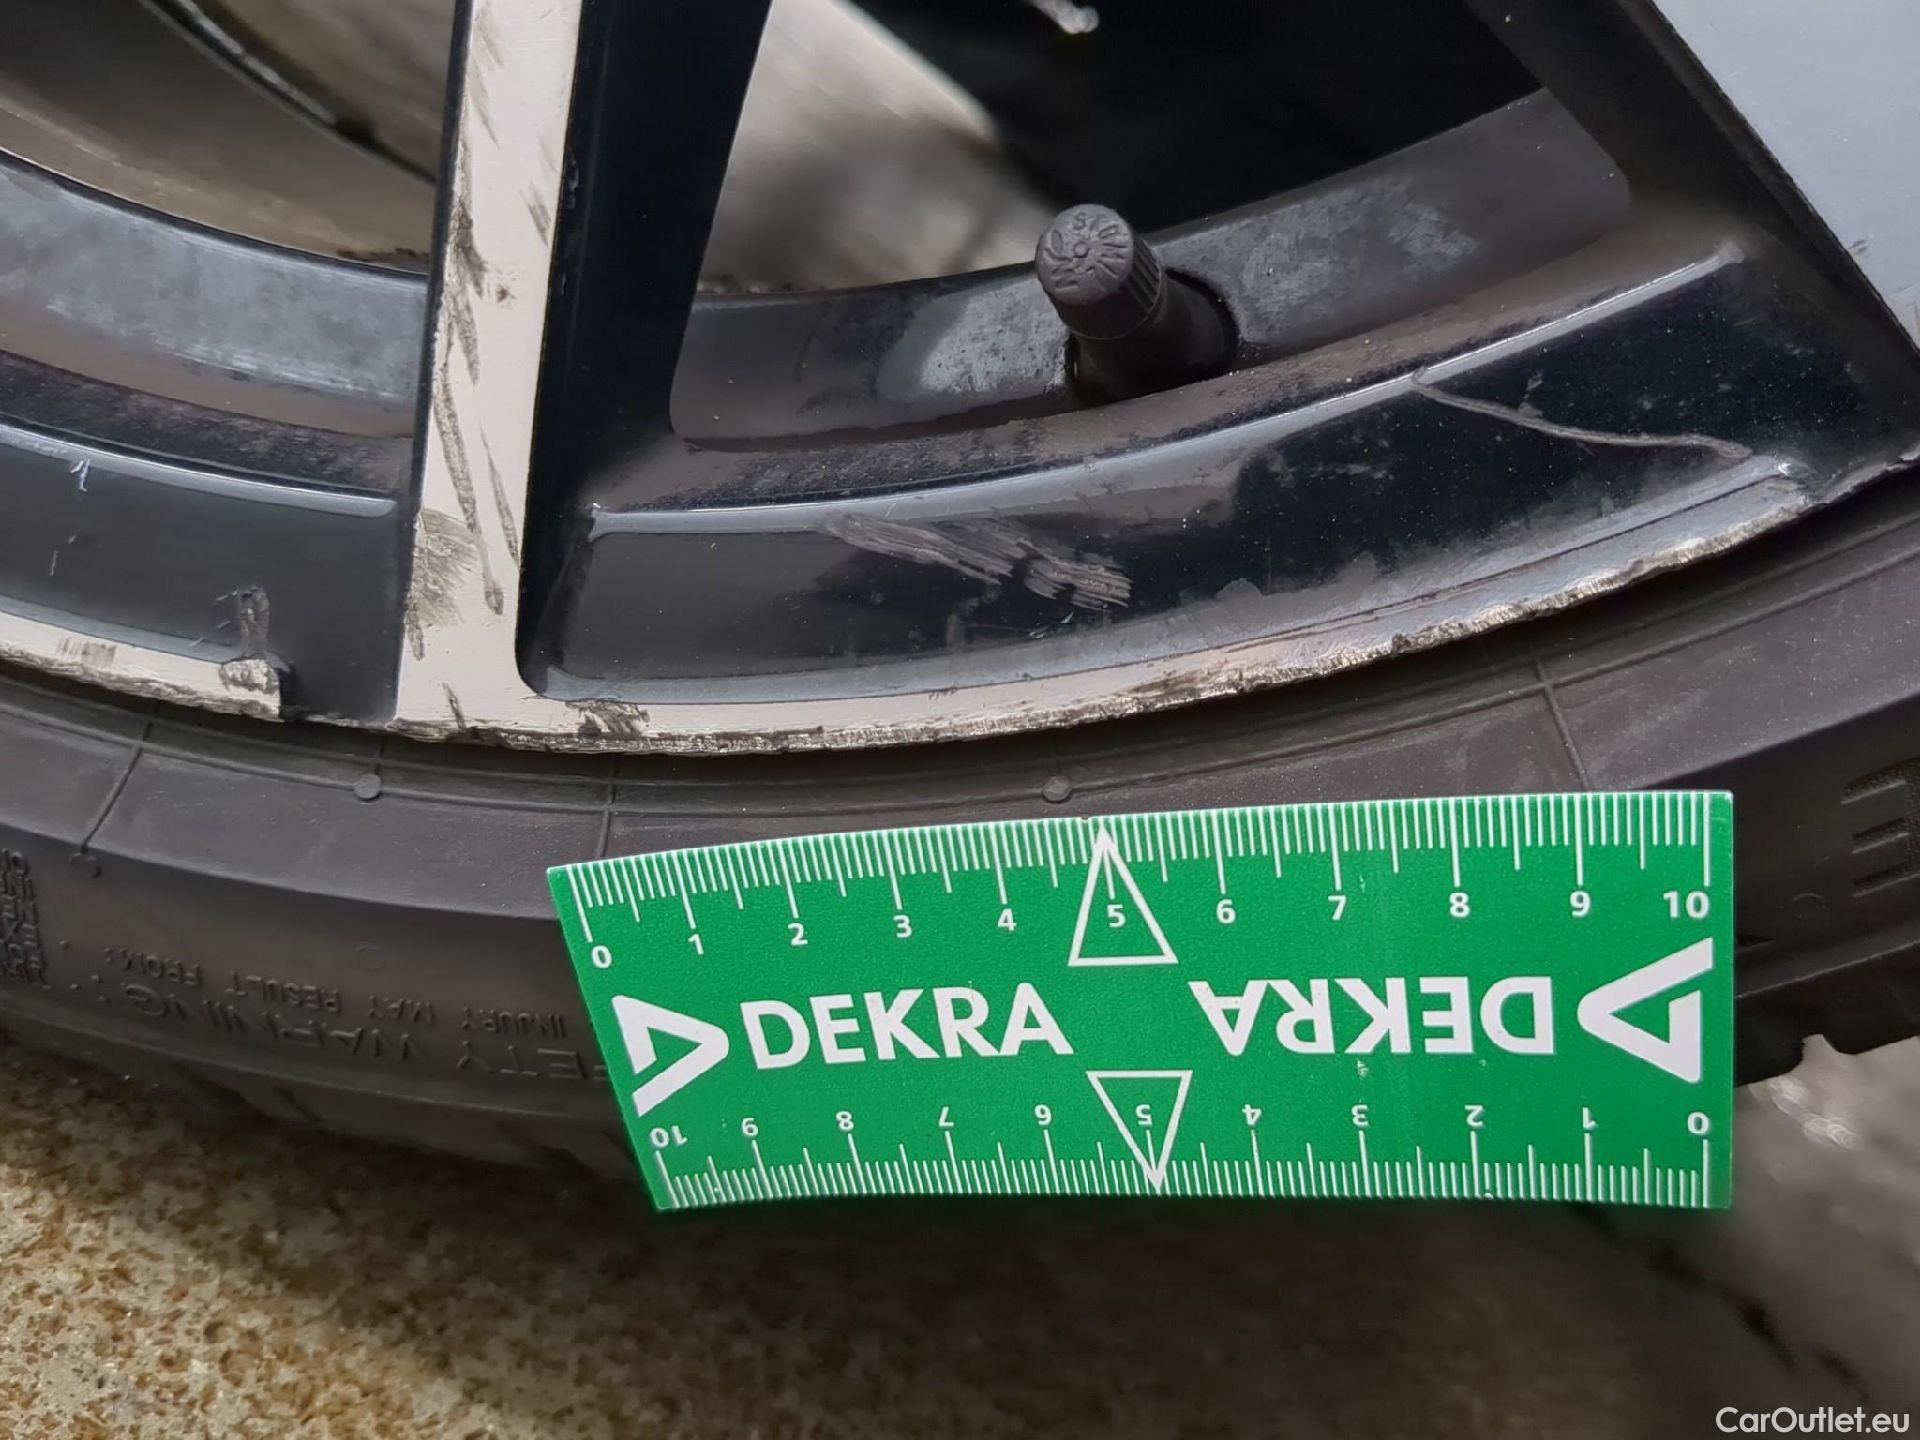 0 1 2 3 4 5 6 7 8 9 10
DEKRA DEKRA
10 9 8 7 6 5 4 3 2 1 0
WARNING
INJURY MAY RESULT FROM:
CarOutlet.eu